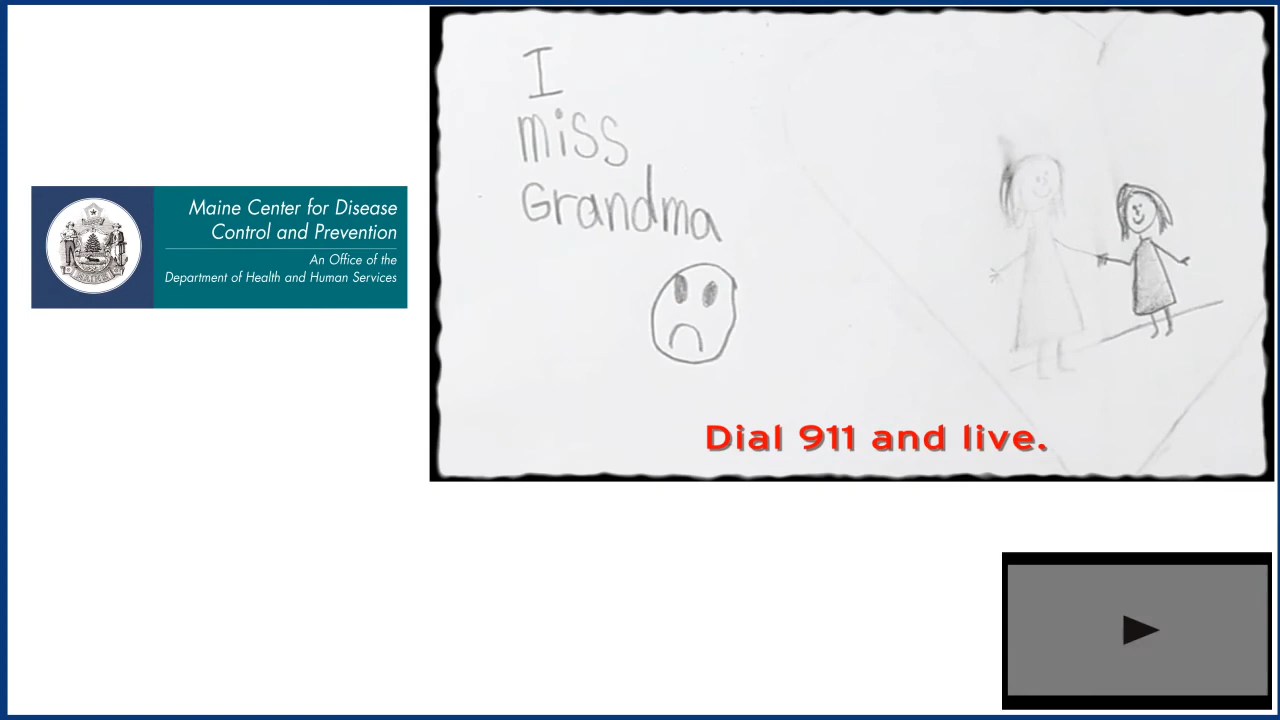 Maine Center for Disease
Control and Prevention
An Office of the
Department of Health and Human Services
I
miss
Grandma
Dial 911 and live.